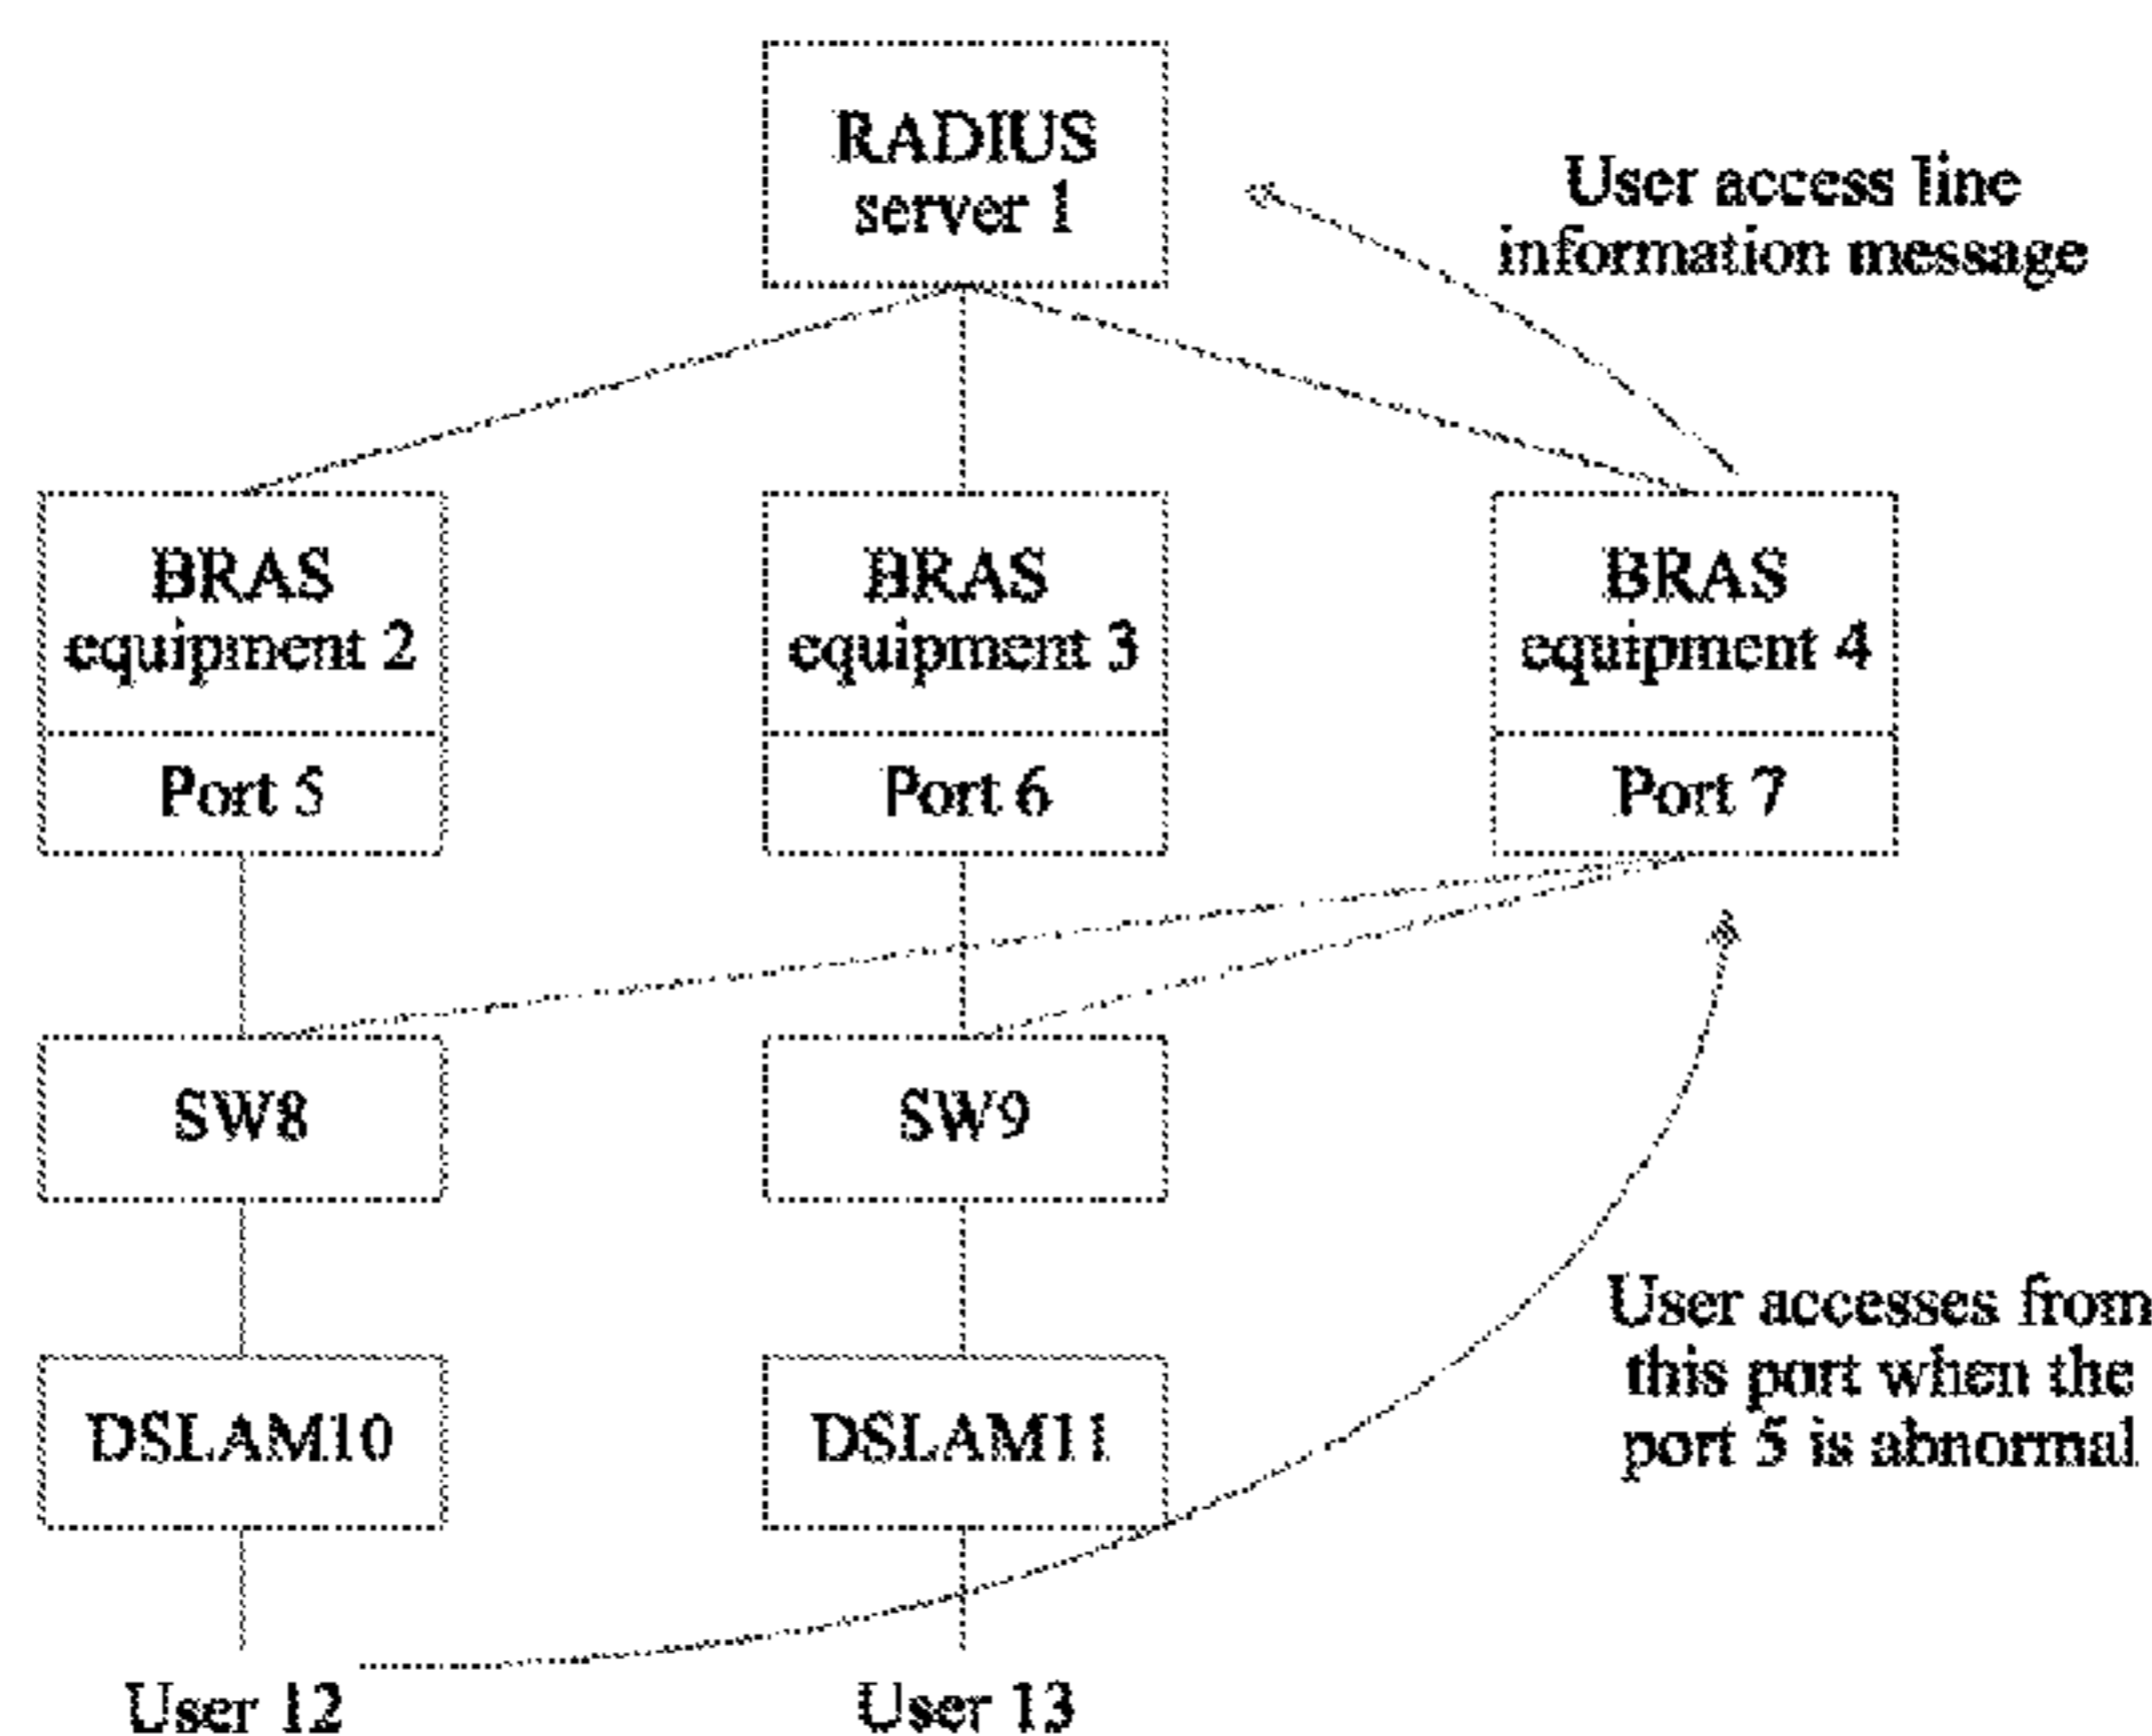 RADIUS
server 1
User access line
information message
BRAS
equipment 2
Port 5
BRAS
equipment 3
Port 6
BRAS
equipment 4
Port 7
SW8
SW9
DSLAM10
DSLAM11
User accesses from
this port when the
port 5 is abnormal
User 12
User 13